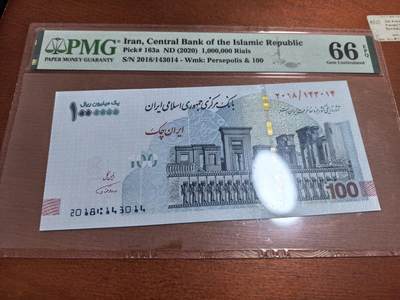 PMG
PAPER MONEY GUARANTY
Iran, Central Bank of the Islamic Republic
Pick# 163a ND (2020) 1,000,000 Rials
S/N 2018/143014 - Wmk: Persepolis & 100
66 EPQ
Gem Uncirculated
۱۰۰
0000
یک میلیون ریال
بانک مرکزی جمهوری اسلامی ایران
ایران چک
۲۰۱۸/۱۴۳۰۱۴
2018/143014
100